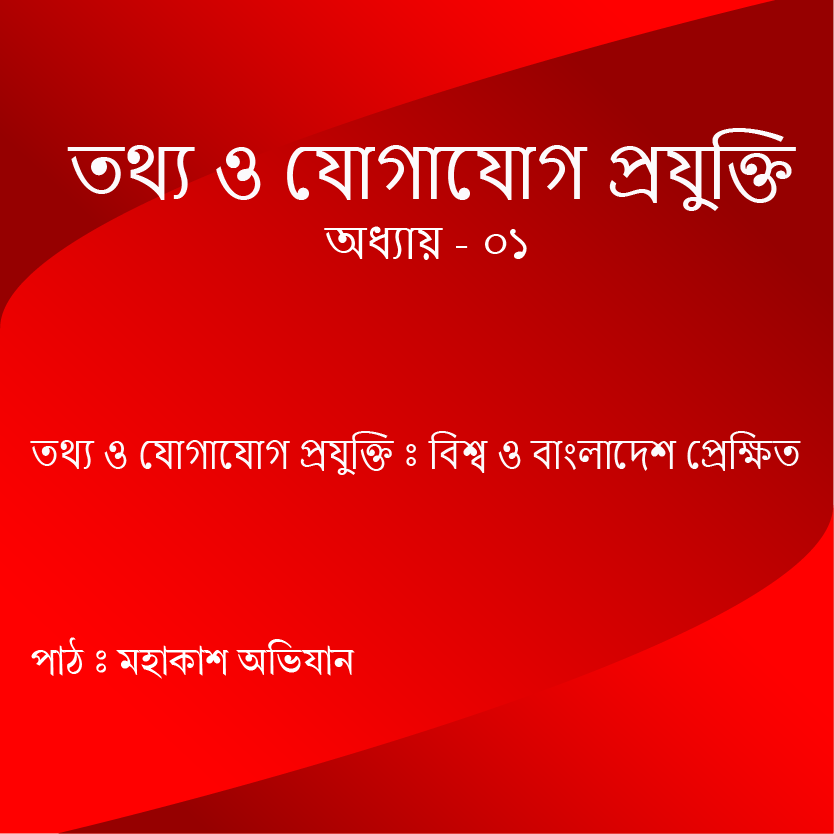 তথ্য ও যোগাযোগ প্রযুক্তি
অধ্যায় - ০১
তথ্য ও যোগাযোগ প্রযুক্তি ঃ বিশ্ব ও বাংলাদেশ প্রেক্ষিত
পাঠ ঃ মহাকাশ অভিযান